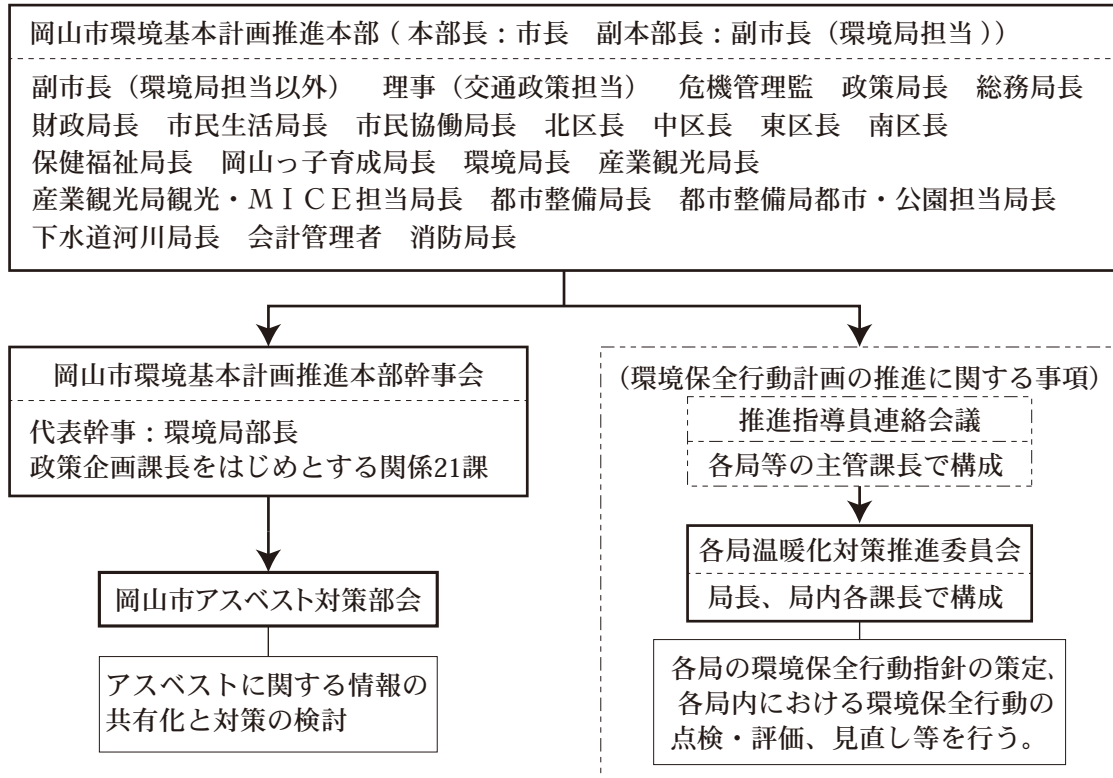 岡山市環境基本計画推進本部（本部長：市長　副本部長：副市長（環境局担当））
副市長（環境局担当以外）　理事（交通政策担当）　危機管理監　政策局長　総務局長
財政局長　市民生活局長　市民協働局長　北区長　中区長　東区長　南区長
保健福祉局長　岡山っ子育成局長　環境局長　産業観光局長
産業観光局観光・ＭＩＣＥ担当局長　都市整備局長　都市整備局都市・公園担当局長
下水道河川局長　会計管理者　消防局長
岡山市環境基本計画推進本部幹事会
代表幹事：環境局部長
政策企画課長をはじめとする関係21課
岡山市アスベスト対策部会
アスベストに関する情報の
共有化と対策の検討
（環境保全行動計画の推進に関する事項）
推進指導員連絡会議
各局等の主管課長で構成
各局温暖化対策推進委員会
局長、局内各課長で構成
各局の環境保全行動指針の策定、
各局内における環境保全行動の
点検・評価、見直し等を行う。